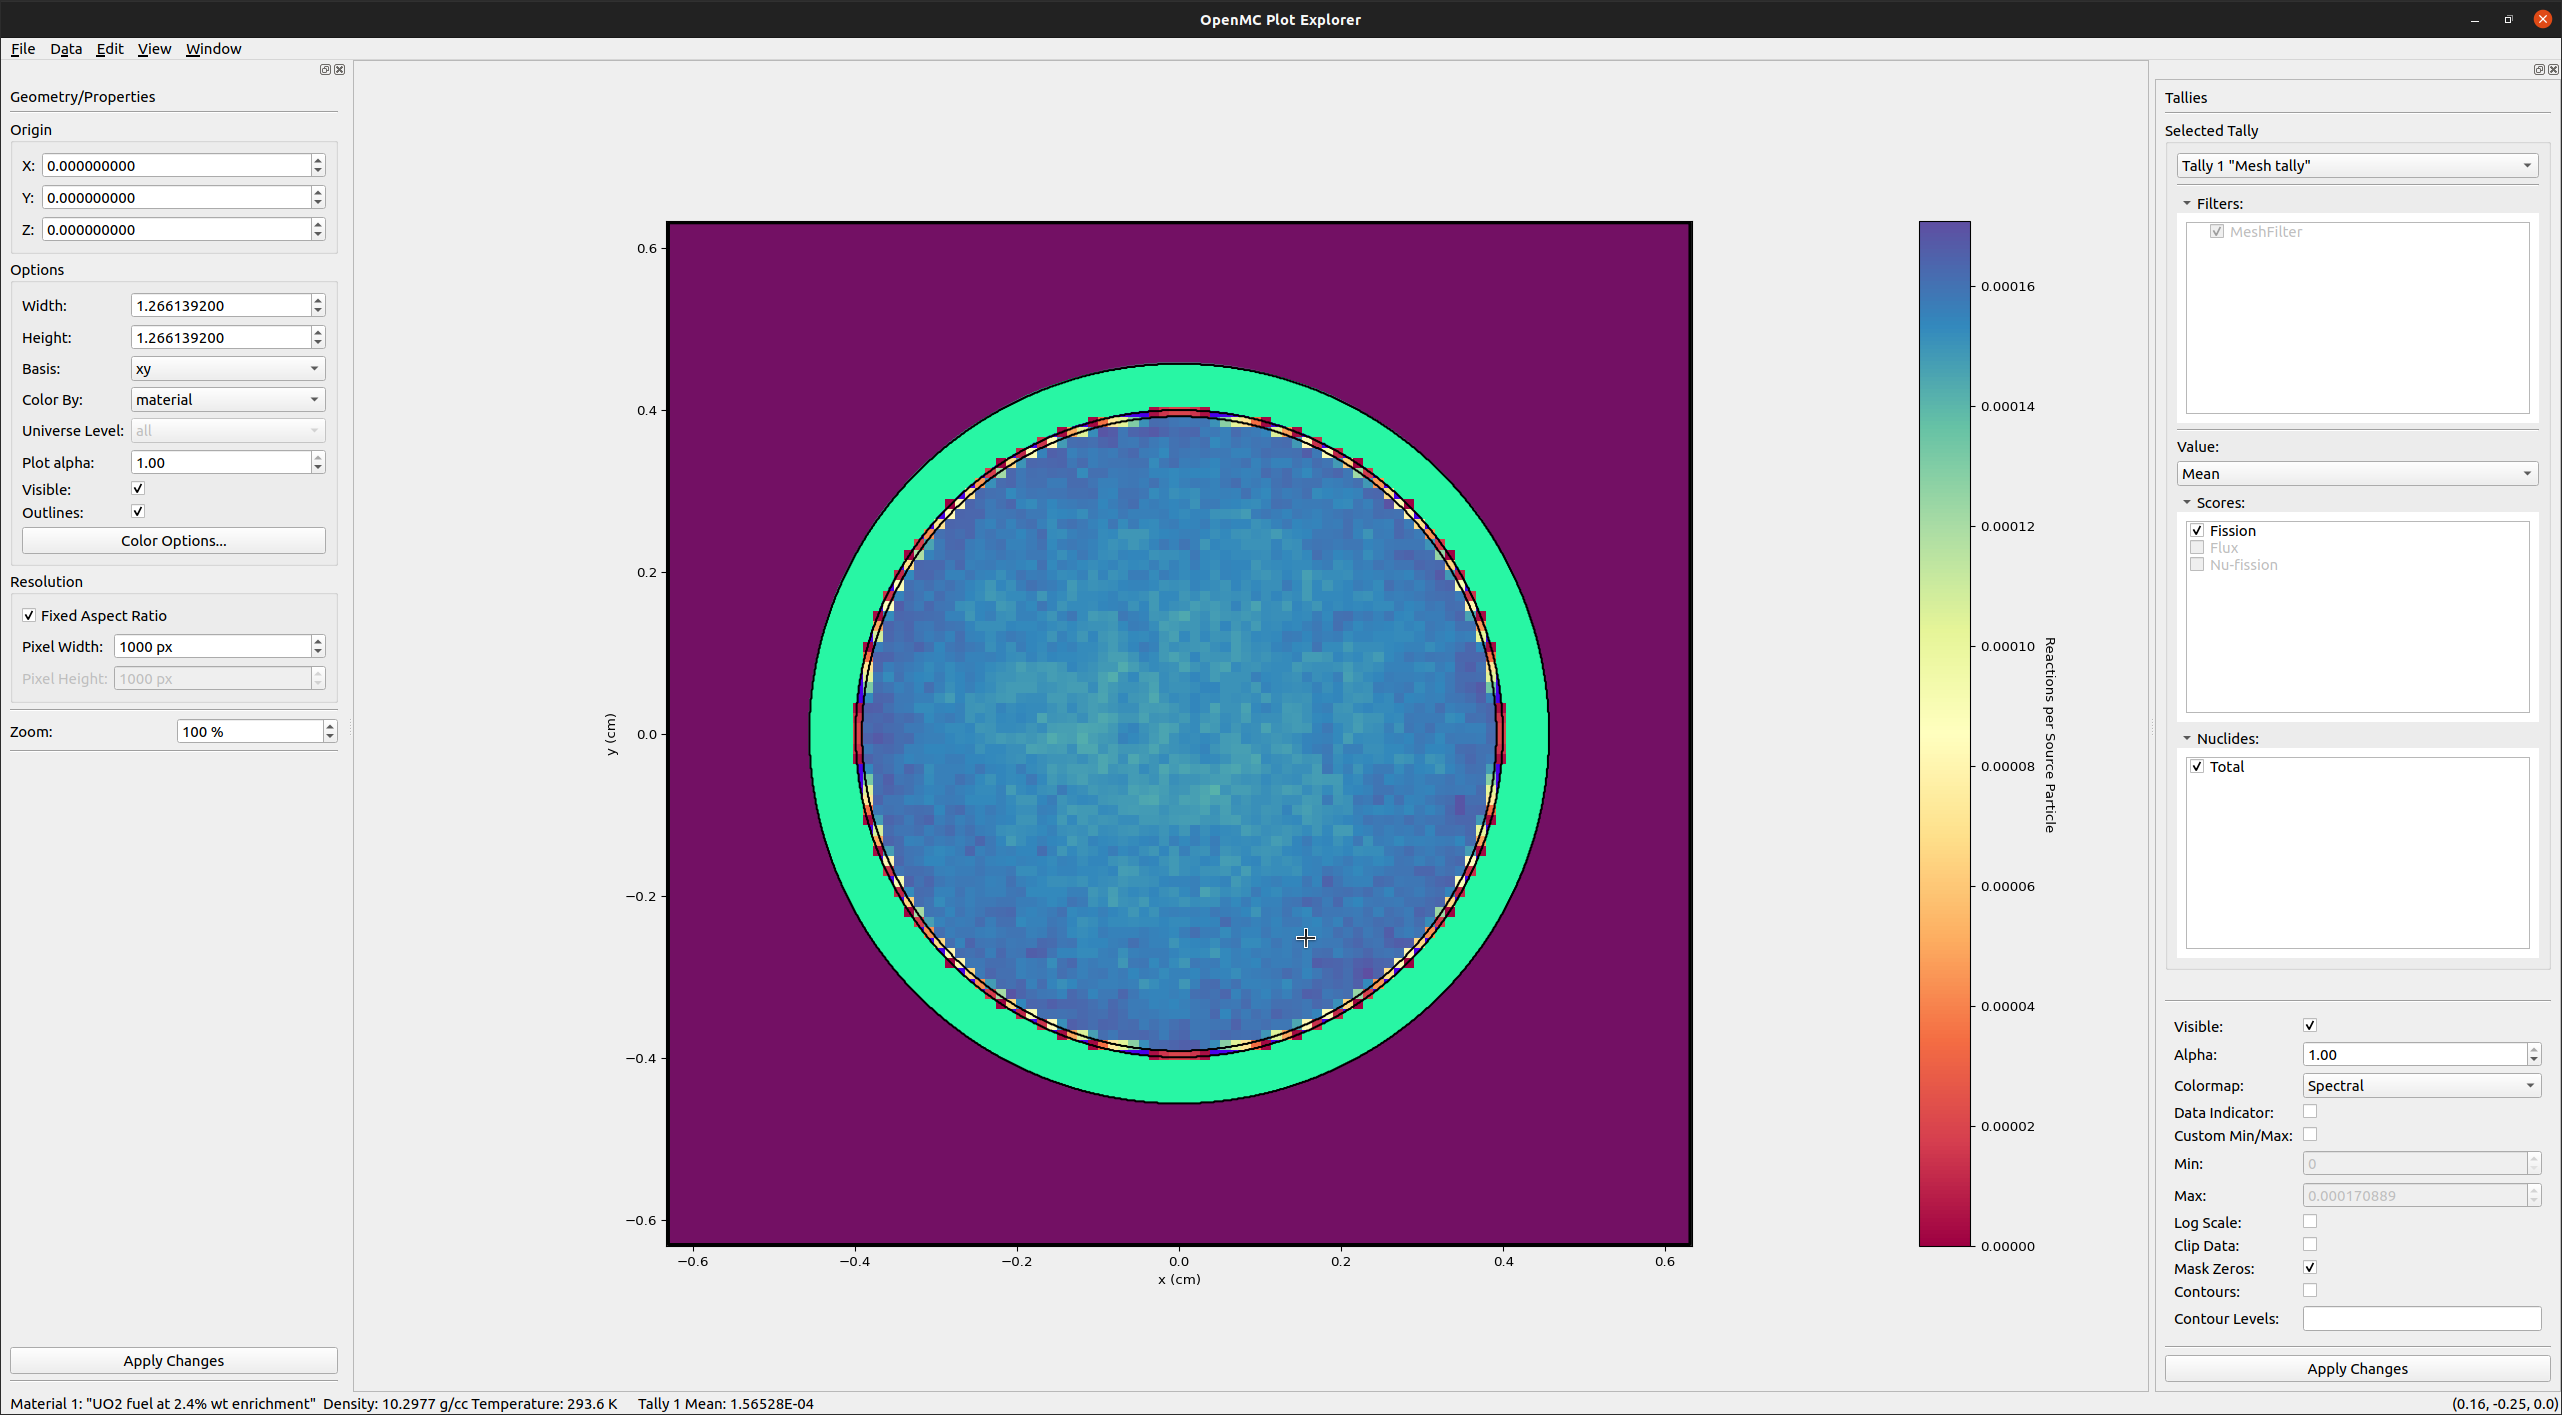 OpenMC Plot Explorer
File Data Edit View Window
Geometry/Properties
Origin
X: 0.000000000
Y: 0.000000000
Z: 0.000000000
Options
Width: 1.266139200
Height: 1.266139200
Basis: xy
Color By: material
Universe Level: all
Plot alpha: 1.00
Visible:
Outlines:
Color Options...
Resolution
Fixed Aspect Ratio
Pixel Width: 1000 px
Pixel Height: 1000 px
Zoom: 100 %
Apply Changes
y (cm)
0.6
0.4
0.2
0.0
−0.2
−0.4
−0.6
−0.6 −0.4 −0.2 0.0 0.2 0.4 0.6
x (cm)
0.00016
0.00014
0.00012
0.00010
0.00008
0.00006
0.00004
0.00002
0.00000
Reactions per Source Particle
Tallies
Selected Tally
Tally 1 "Mesh tally"
Filters:
MeshFilter
Value:
Mean
Scores:
Fission
Flux
Nu-fission
Nuclides:
Total
Visible:
Alpha: 1.00
Colormap: Spectral
Data Indicator:
Custom Min/Max:
Min: 0
Max: 0.000170889
Log Scale:
Clip Data:
Mask Zeros:
Contours:
Contour Levels:
Apply Changes
Material 1: "UO2 fuel at 2.4% wt enrichment" Density: 10.2977 g/cc Temperature: 293.6 K Tally 1 Mean: 1.56528E-04 (0.16, -0.25, 0.0)